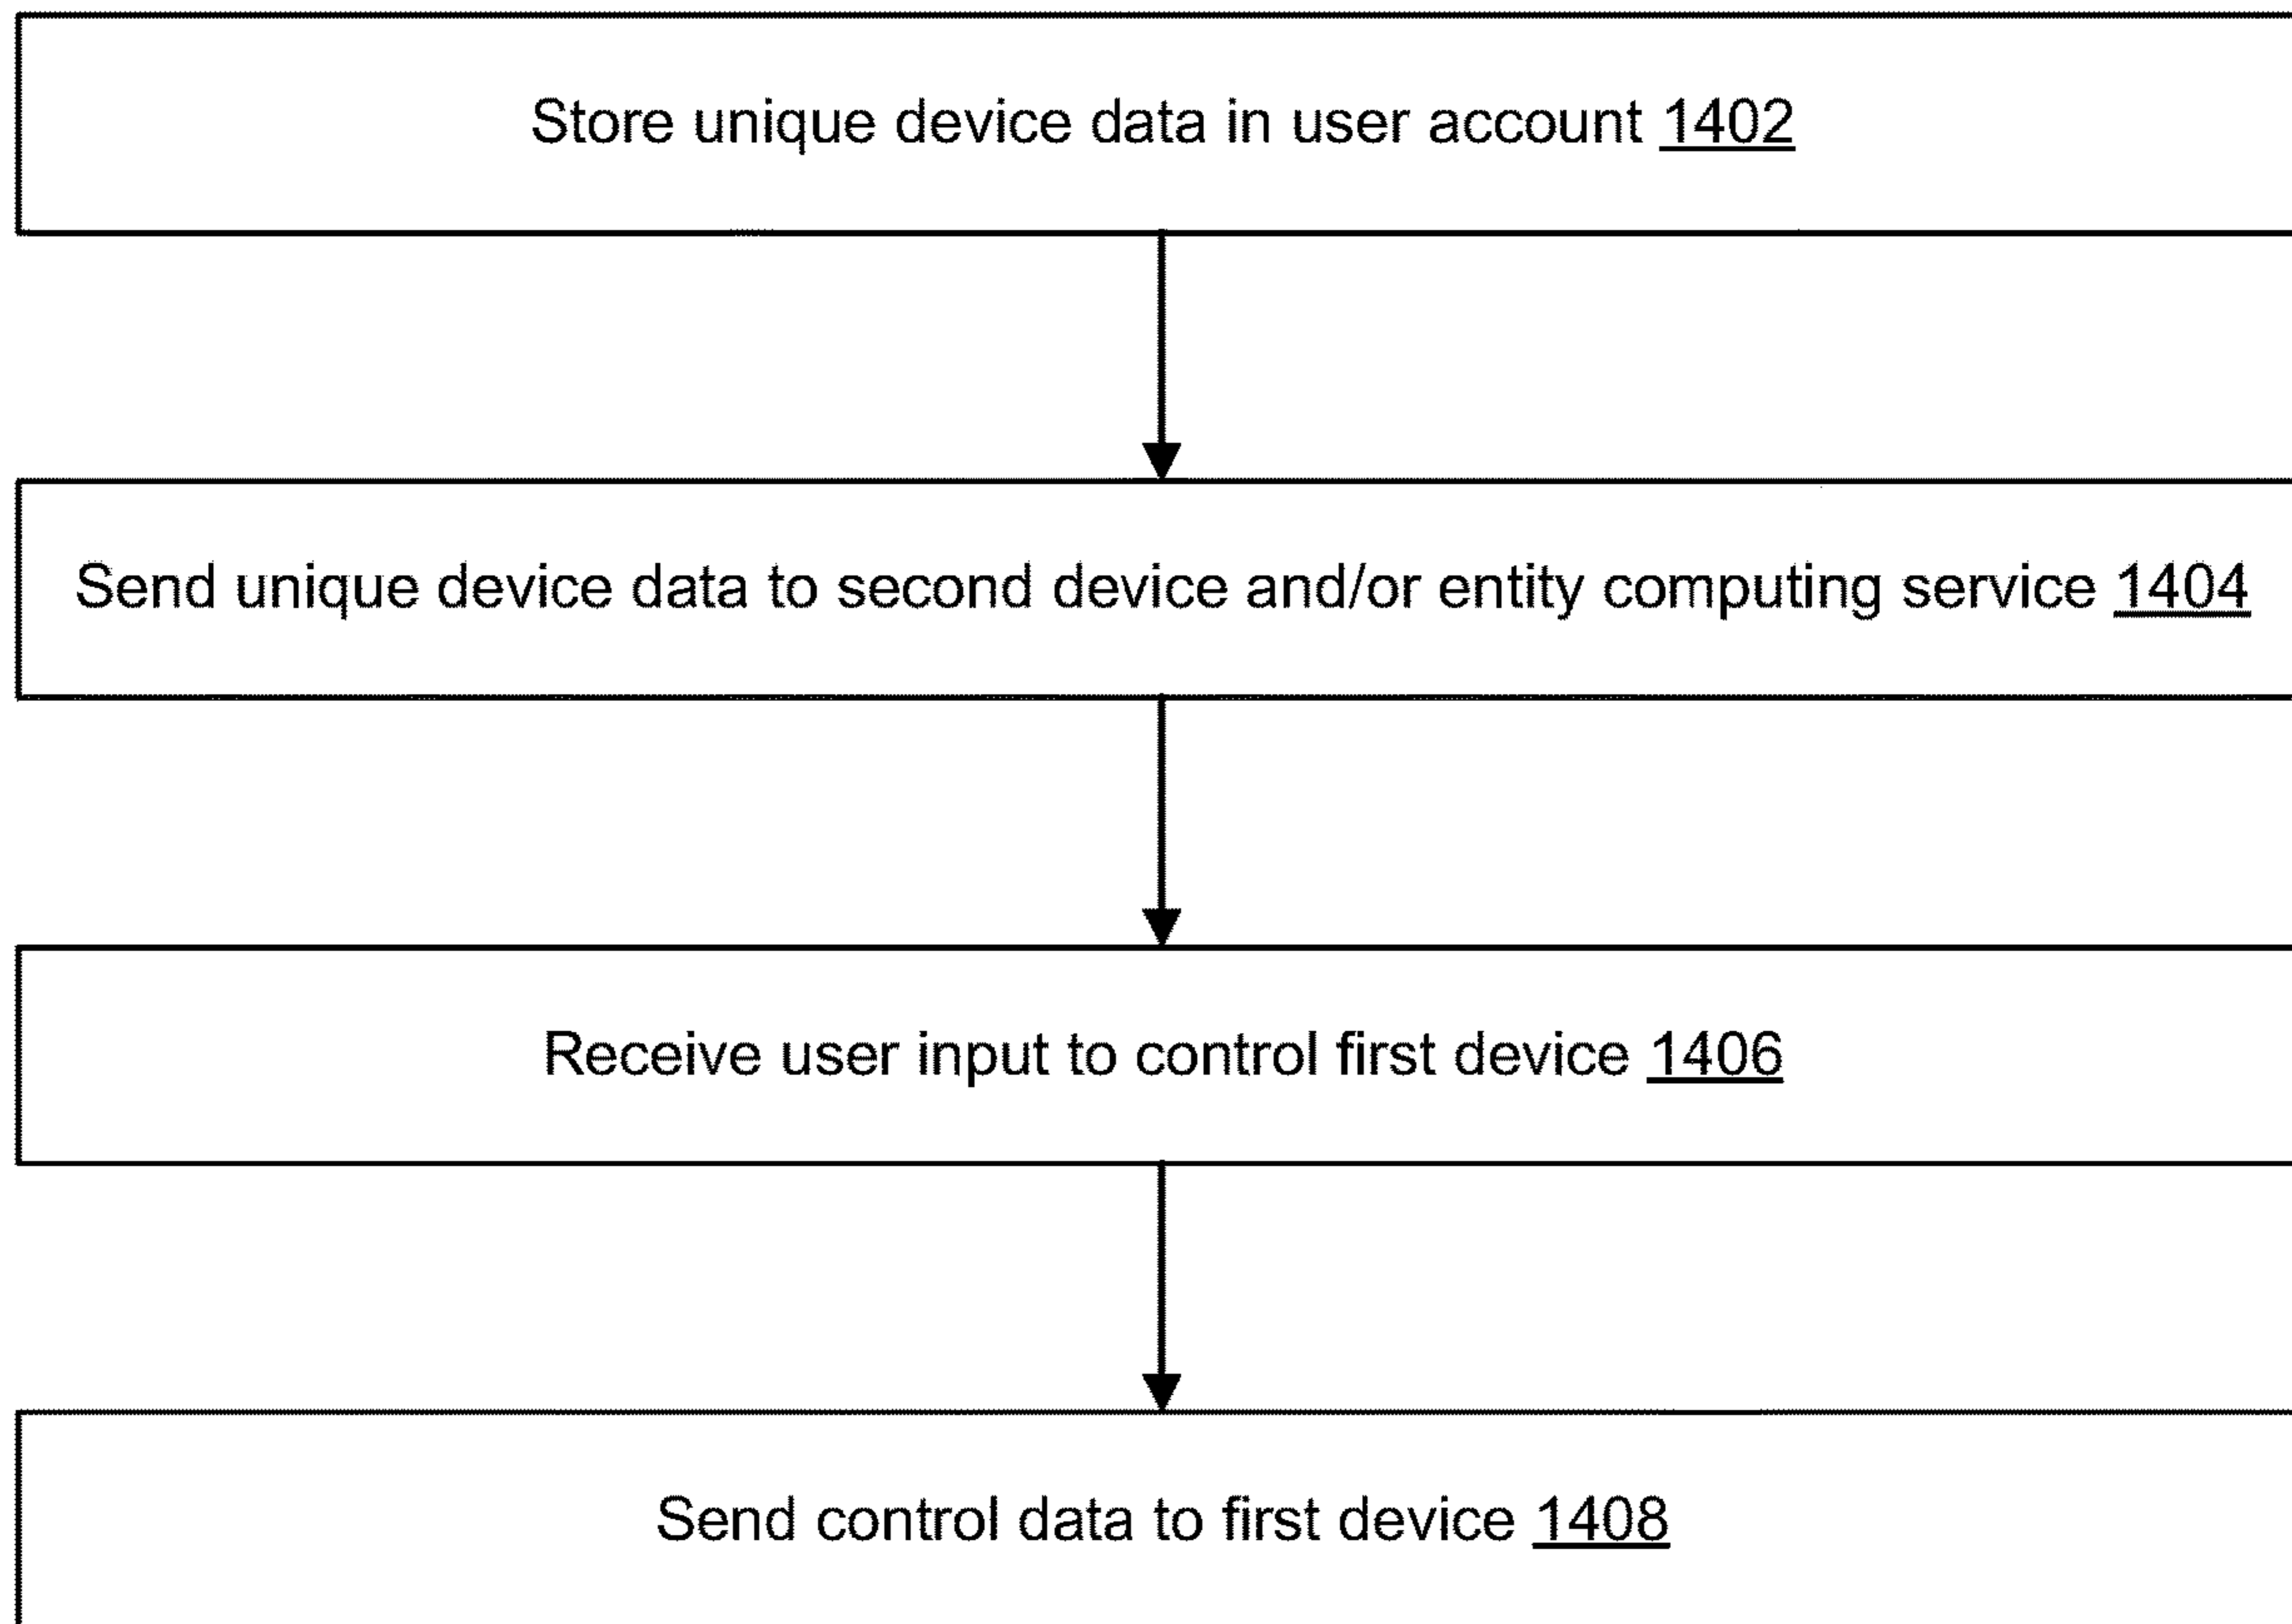 Store unique device data in user account 1402
Send unique device data to second device and/or entity computing service 1404
Receive user input to control first device 1406
Send control data to first device 1408